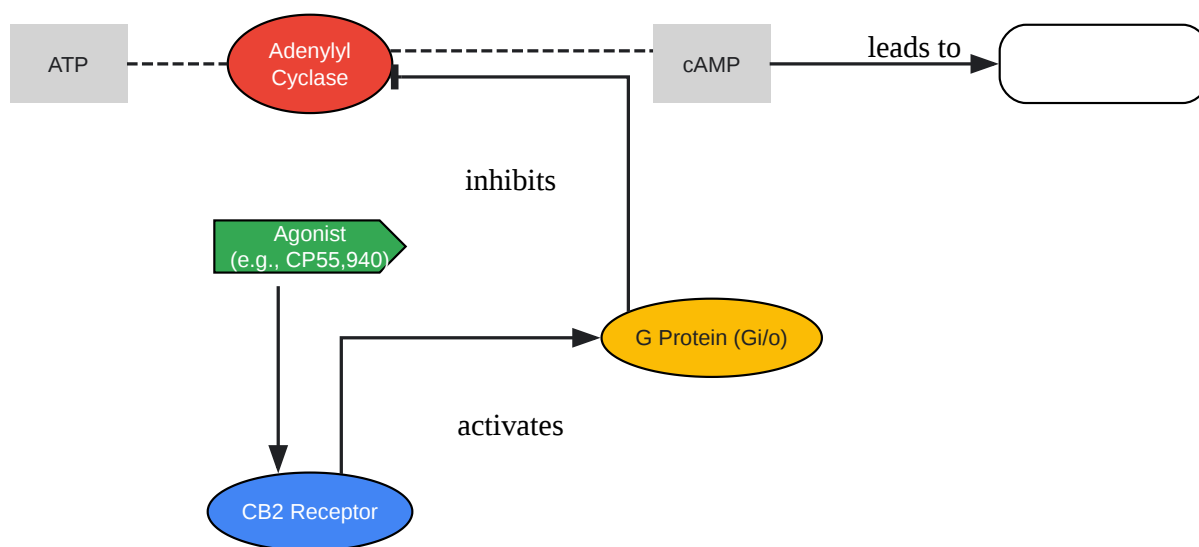 ATP
Adenylyl
Cyclase
cAMP
leads to
inhibits
Agonist
(e.g., CP55,940)
G Protein (Gi/o)
activates
CB2 Receptor